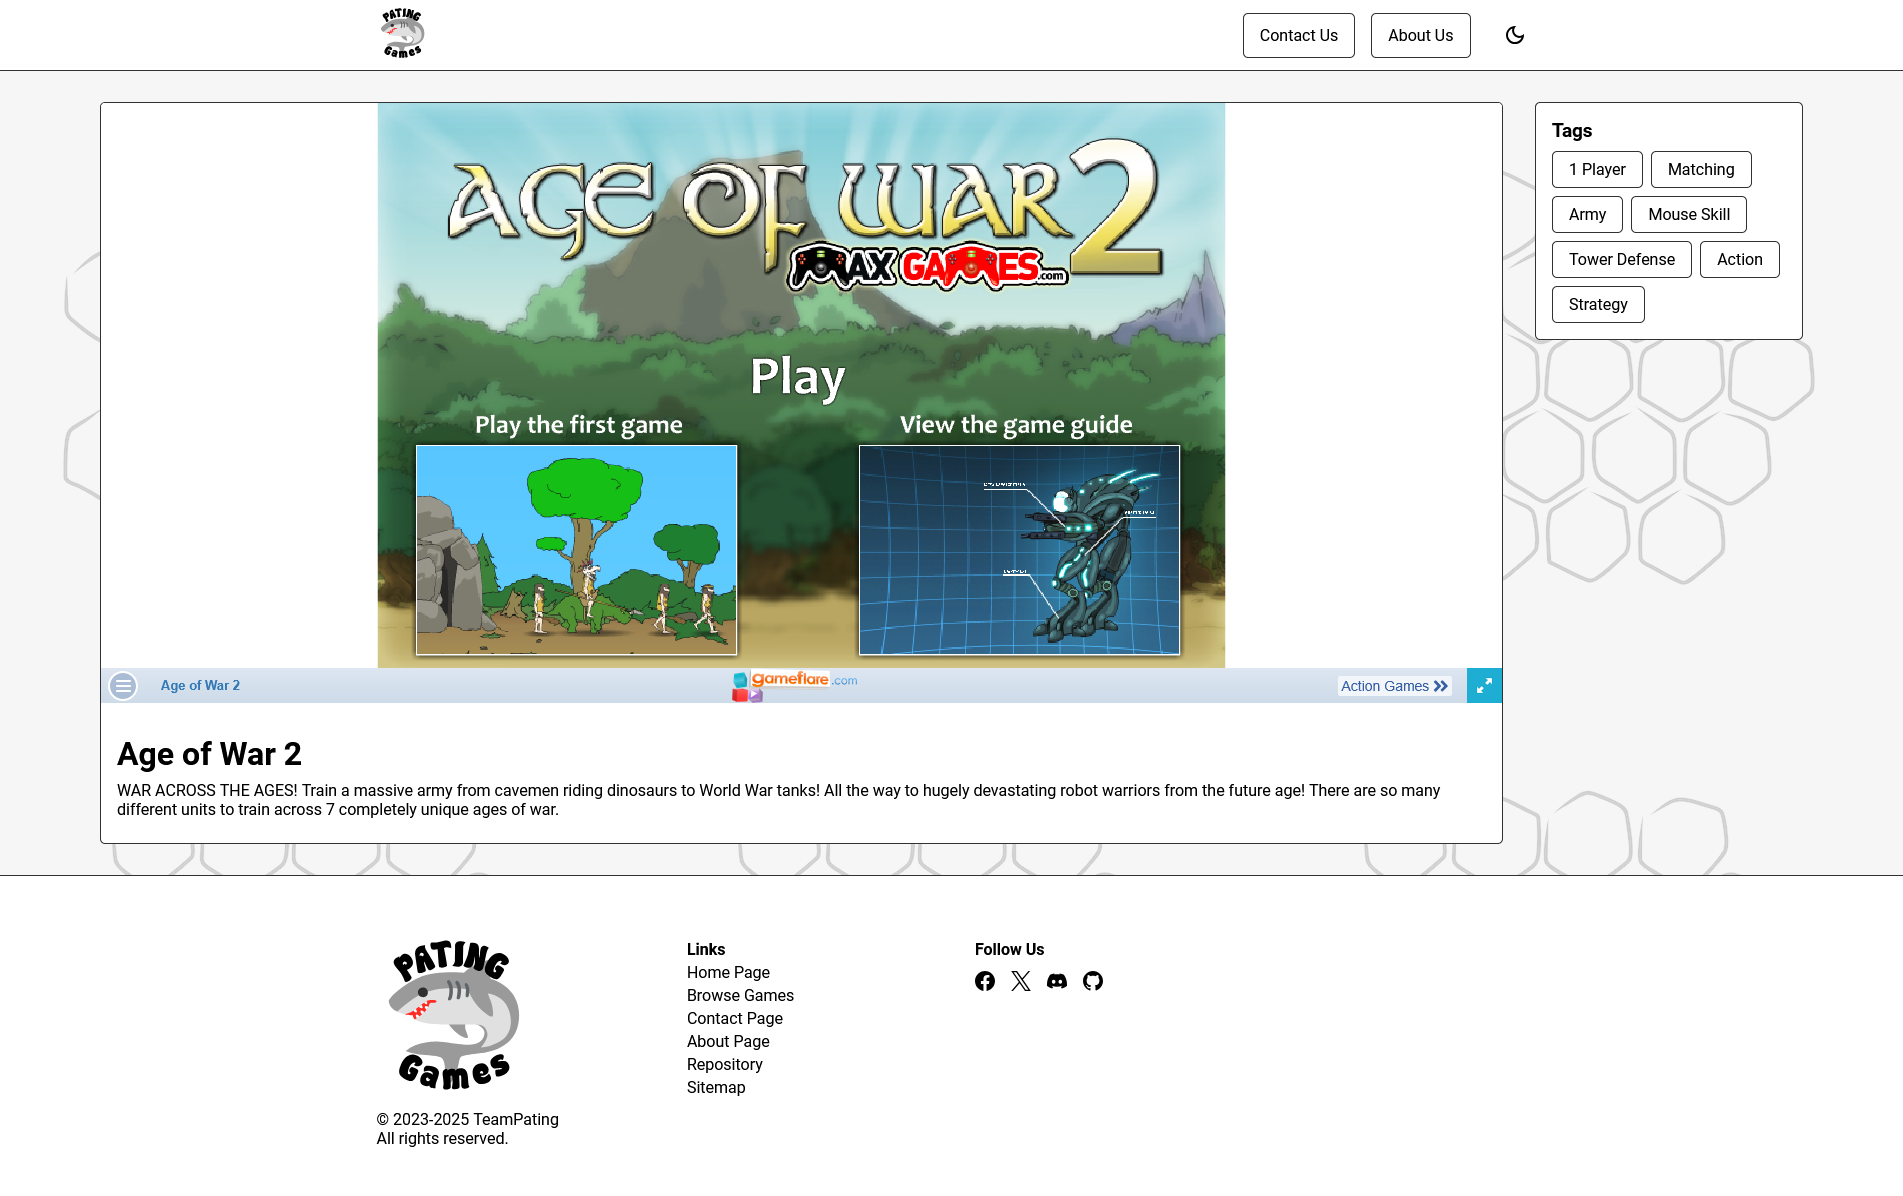 PATING
Games
Contact Us
About Us
AGE OF WAR 2
MAX GAMES.com
Play
Play the first game
View the game guide
Age of War 2
gameflare.com
Action Games
Tags
1 Player
Matching
Army
Mouse Skill
Tower Defense
Action
Strategy
Age of War 2
WAR ACROSS THE AGES! Train a massive army from cavemen riding dinosaurs to World War tanks! All the way to hugely devastating robot warriors from the future age! There are so many
different units to train across 7 completely unique ages of war.
PATING
Games
© 2023-2025 TeamPating
All rights reserved.
Links
Home Page
Browse Games
Contact Page
About Page
Repository
Sitemap
Follow Us